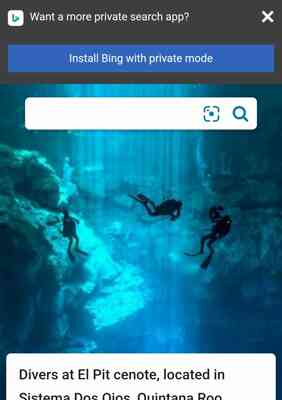 Want a more private search app?
Install Bing with private mode
Divers at El Pit cenote, located in
Sistema Dos Ojos, Quintana Roo